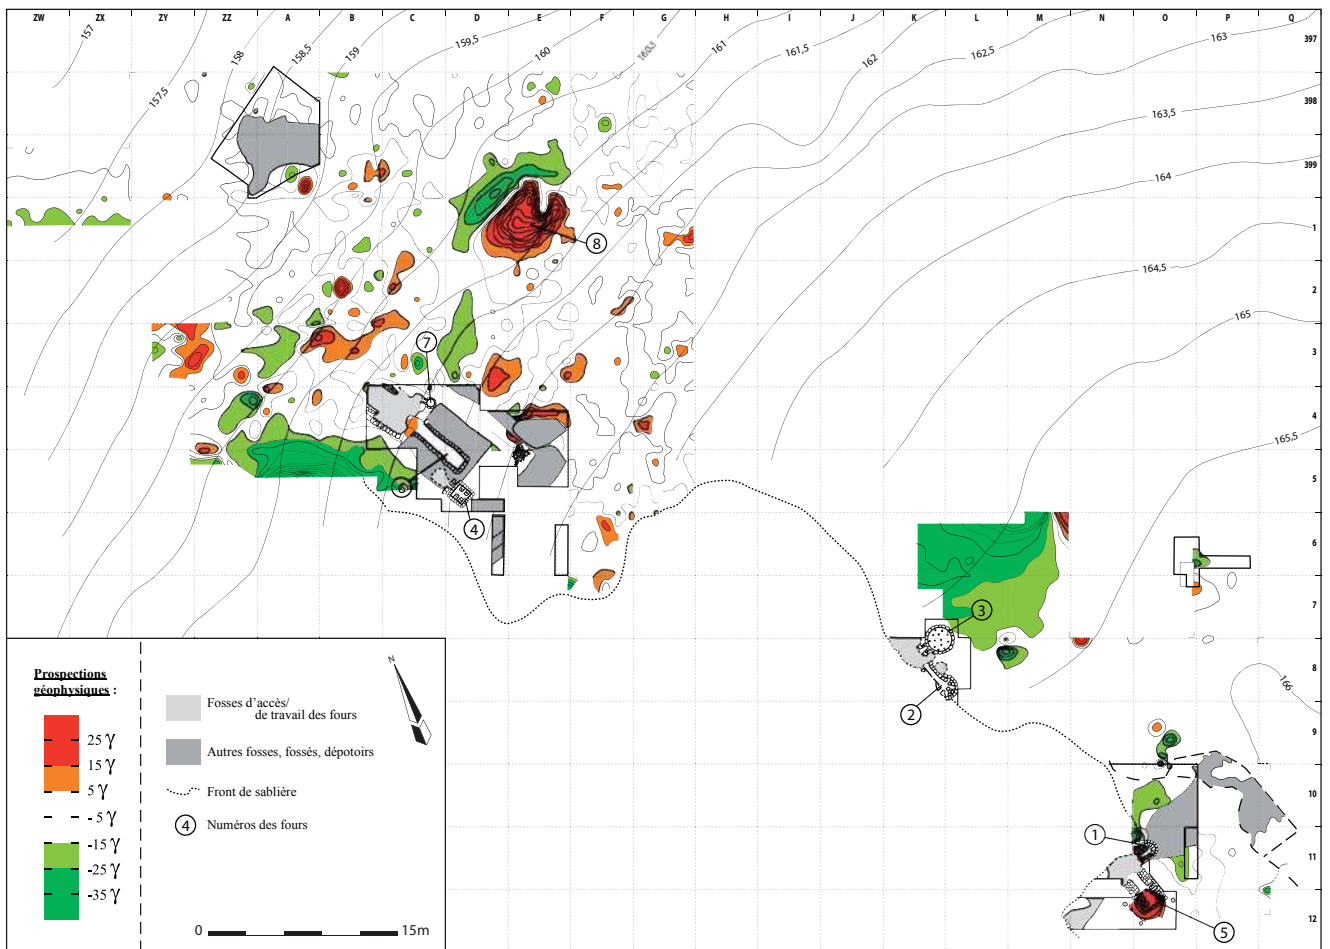 ZW ZX ZY ZZ A B C D E F G H I J K L M N O P Q
397
398
399
1
2
3
4
5
6
7
8
9
10
11
12
157
157,5
158
158,5
159
159,5
160
160,5
161
161,5
162
162,5
163
163,5
164
164,5
165
165,5
166
8
7
6
4
3
2
1
5
Prospections
géophysiques :
25 γ
15 γ
5 γ
- 5 γ
-15 γ
-25 γ
-35 γ
N
Fosses d'accès/
de travail des fours
Autres fosses, fossés, dépotoirs
Front de sablière
4 Numéros des fours
0 15m